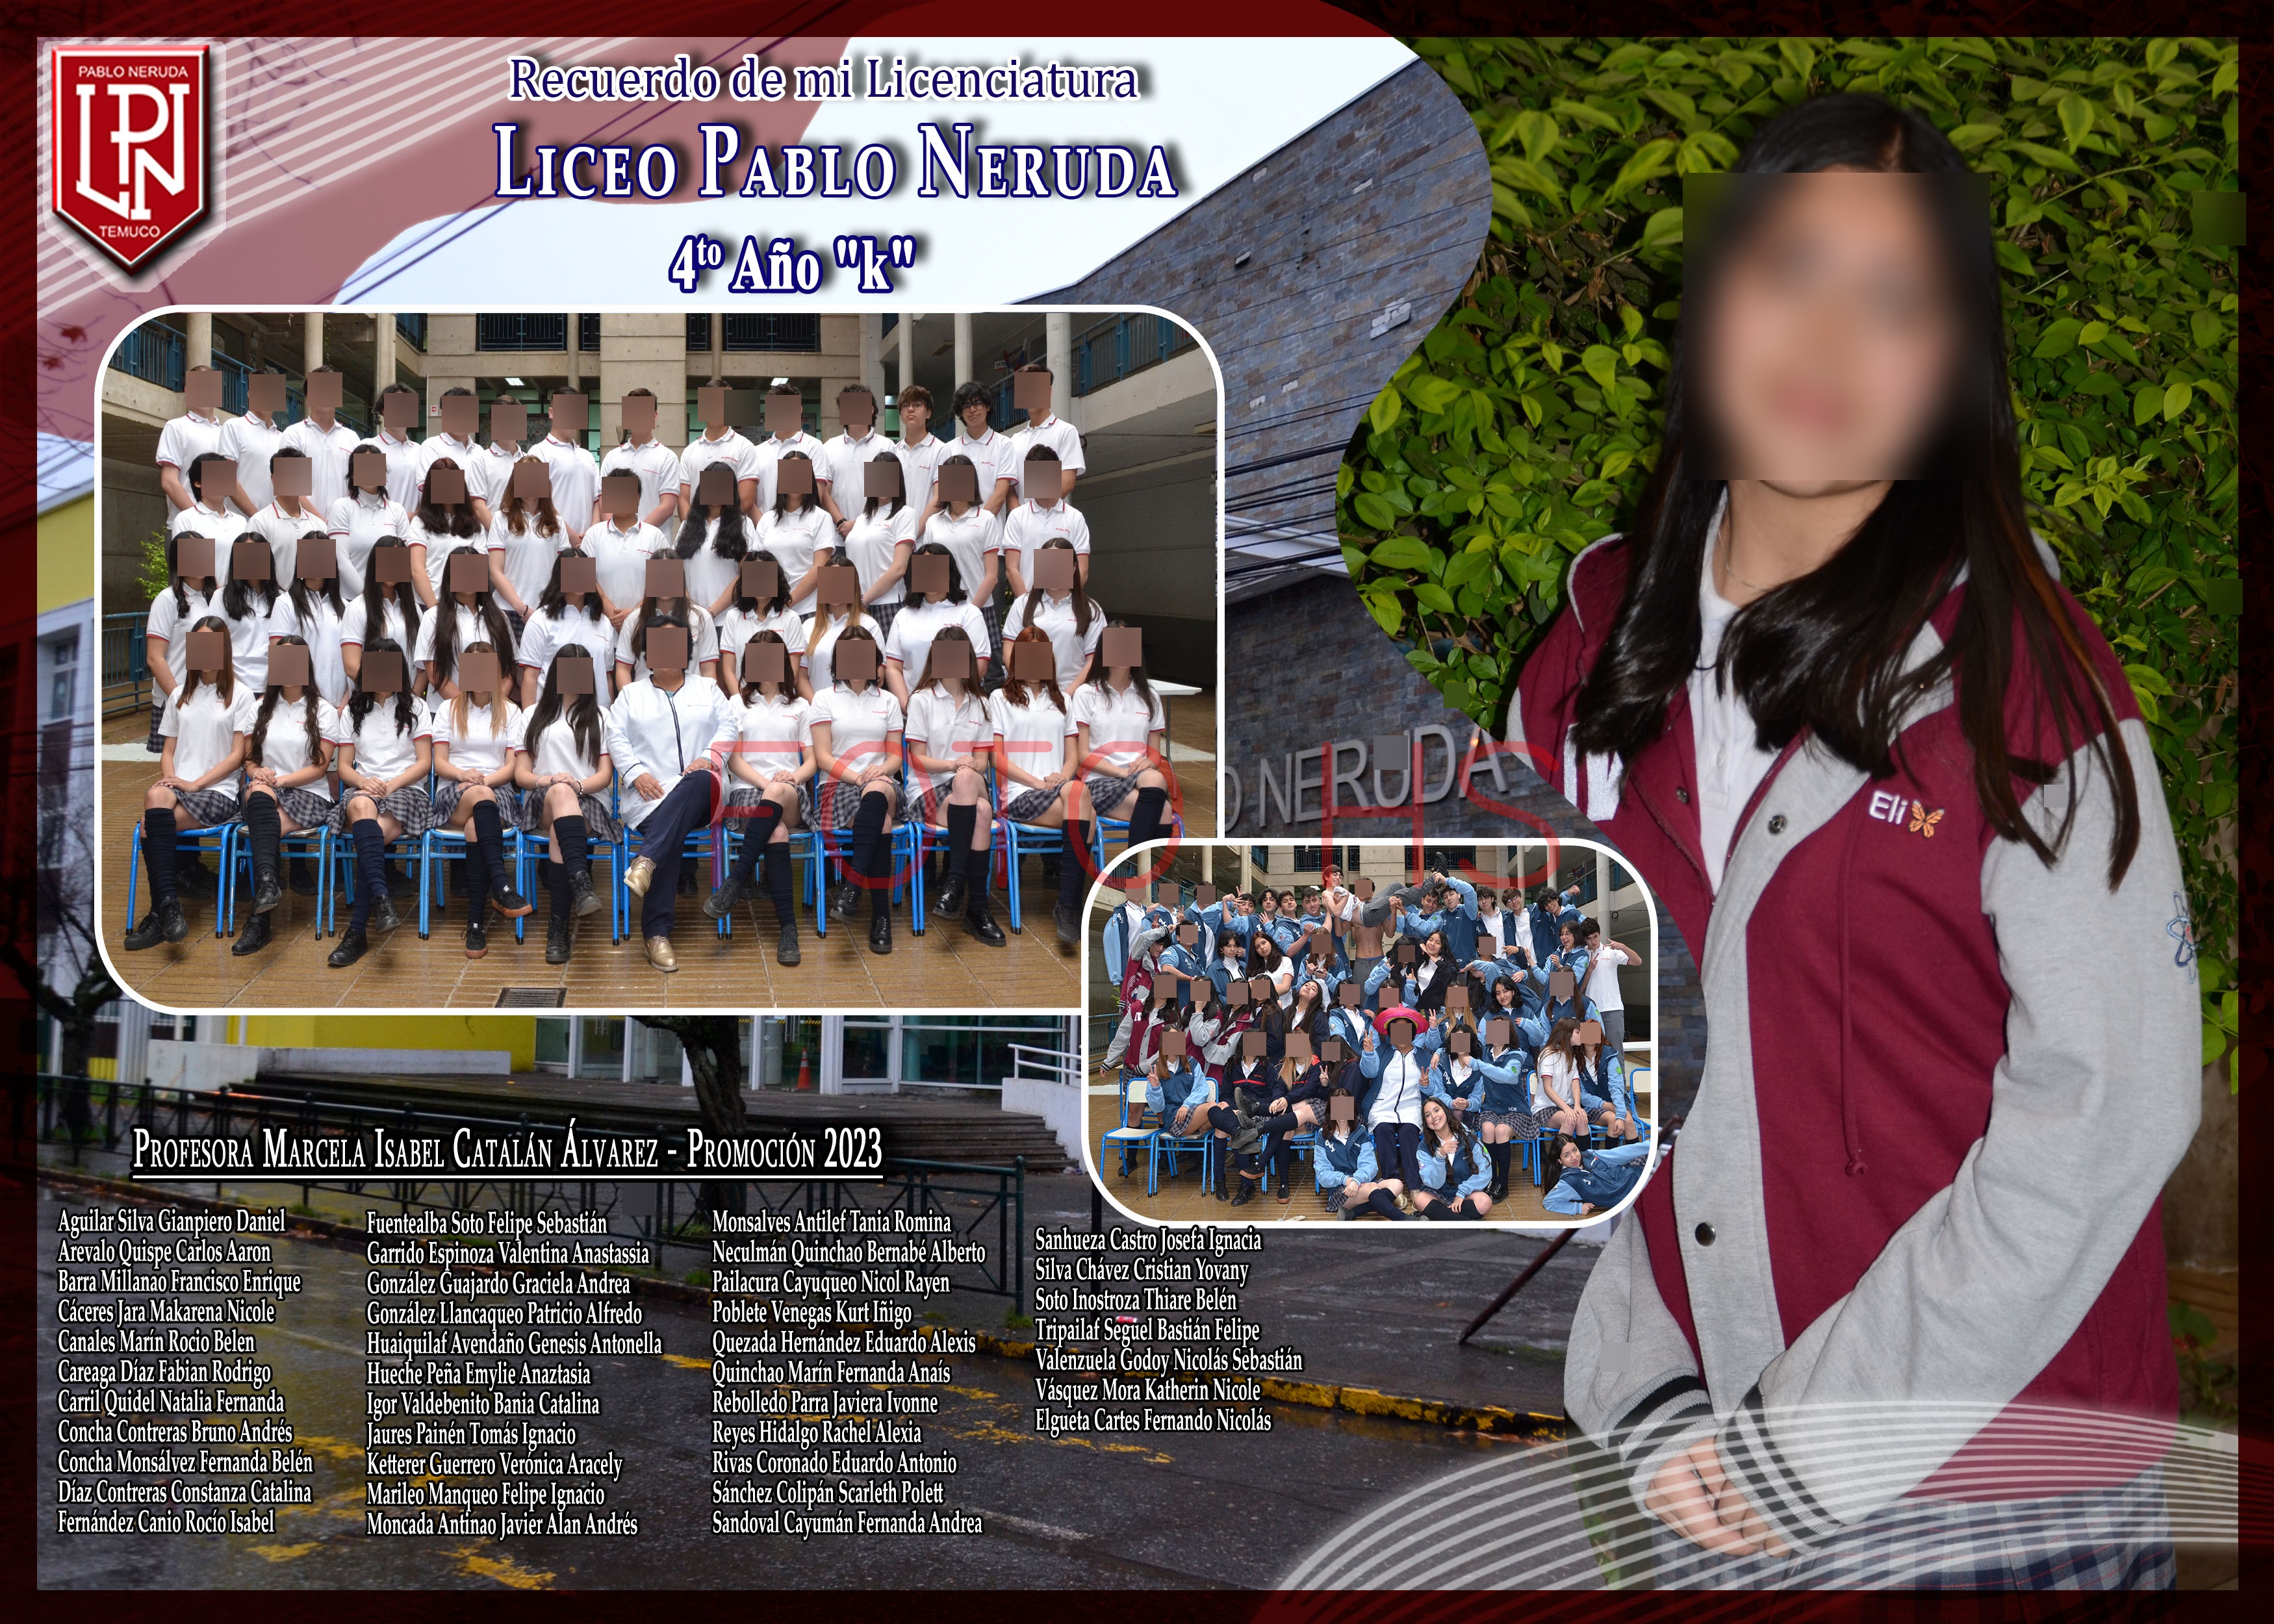 PABLO NERUDA
LPN
TEMUCO
Recuerdo de mi Licenciatura
Liceo Pablo Neruda
4to Año "k"
O NERUDA
FOTO HS
Eli
Profesora Marcela Isabel Catalán Álvarez - Promoción 2023
Aguilar Silva Gianpiero Daniel
Arevalo Quispe Carlos Aaron
Barra Millanao Francisco Enrique
Cáceres Jara Makarena Nicole
Canales Marín Rocio Belen
Careaga Díaz Fabian Rodrigo
Carril Quidel Natalia Fernanda
Concha Contreras Bruno Andrés
Concha Monsálvez Fernanda Belén
Díaz Contreras Constanza Catalina
Fernández Canio Rocío Isabel
Fuentealba Soto Felipe Sebastián
Garrido Espinoza Valentina Anastassia
González Guajardo Graciela Andrea
González Llancaqueo Patricio Alfredo
Huaiquilaf Avendaño Genesis Antonella
Hueche Peña Emylie Anaztasia
Igor Valdebenito Bania Catalina
Jaures Painén Tomás Ignacio
Ketterer Guerrero Verónica Aracely
Marileo Manqueo Felipe Ignacio
Moncada Antinao Javier Alan Andrés
Monsalves Antilef Tania Romina
Neculmán Quinchao Bernabé Alberto
Pailacura Cayuqueo Nicol Rayen
Poblete Venegas Kurt Iñigo
Quezada Hernández Eduardo Alexis
Quinchao Marín Fernanda Anaís
Rebolledo Parra Javiera Ivonne
Reyes Hidalgo Rachel Alexia
Rivas Coronado Eduardo Antonio
Sánchez Colipán Scarleth Polett
Sandoval Cayumán Fernanda Andrea
Sanhueza Castro Josefa Ignacia
Silva Chávez Cristian Yovany
Soto Inostroza Thiare Belén
Tripailaf Seguel Bastián Felipe
Valenzuela Godoy Nicolás Sebastián
Vásquez Mora Katherin Nicole
Elgueta Cartes Fernando Nicolás